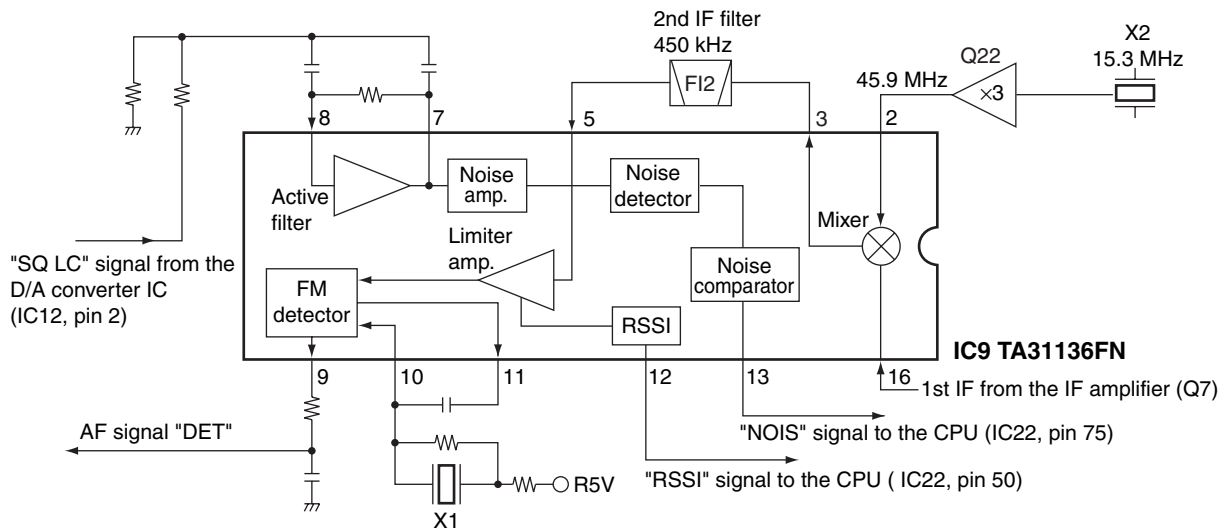 2nd IF filter
450 kHz
FI2
X2
15.3 MHz
Q22
×3
45.9 MHz
8
7
5
3
2
Active
filter
Noise
amp.
Noise
detector
Mixer
Limiter
amp.
Noise
comparator
FM
detector
RSSI
"SQ LC" signal from the
D/A converter IC
(IC12, pin 2)
IC9 TA31136FN
9
10
11
12
13
16
1st IF from the IF amplifier (Q7)
AF signal "DET"
"NOIS" signal to the CPU (IC22, pin 75)
"RSSI" signal to the CPU ( IC22, pin 50)
R5V
X1